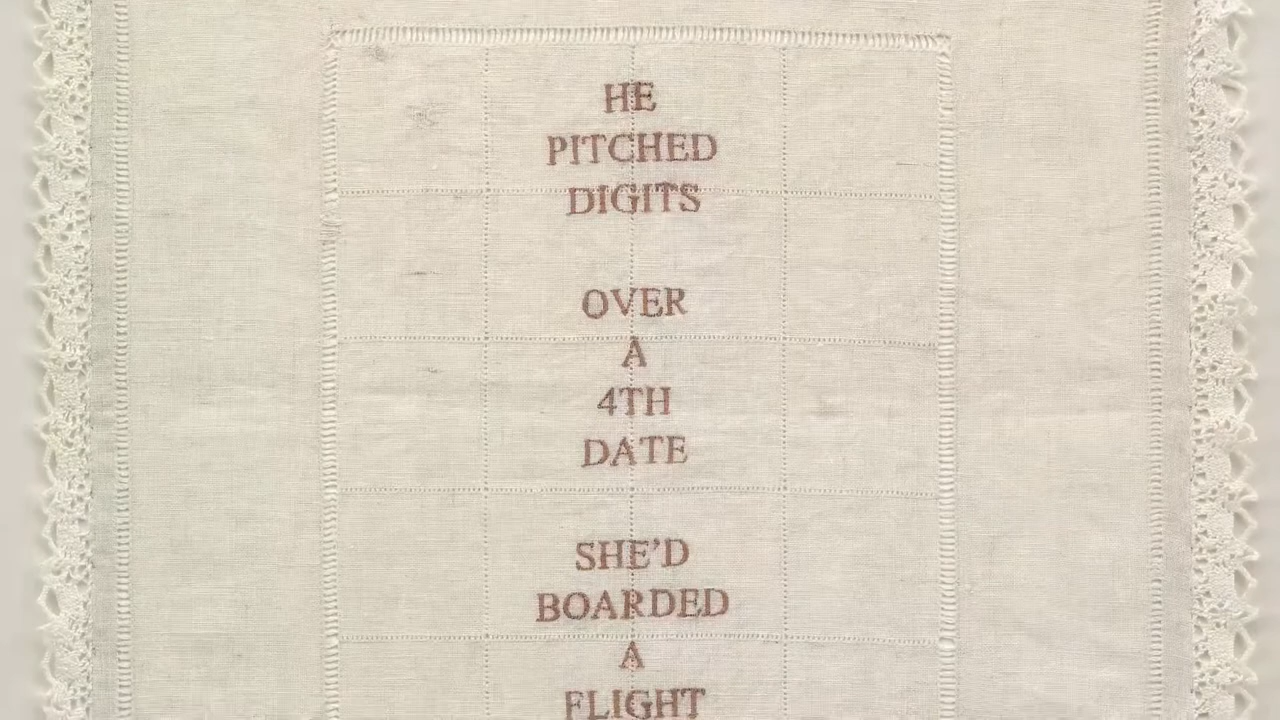 HE
PITCHED
DIGITS
OVER
A
4TH
DATE
SHE'D
BOARDED
A
FLIGHT